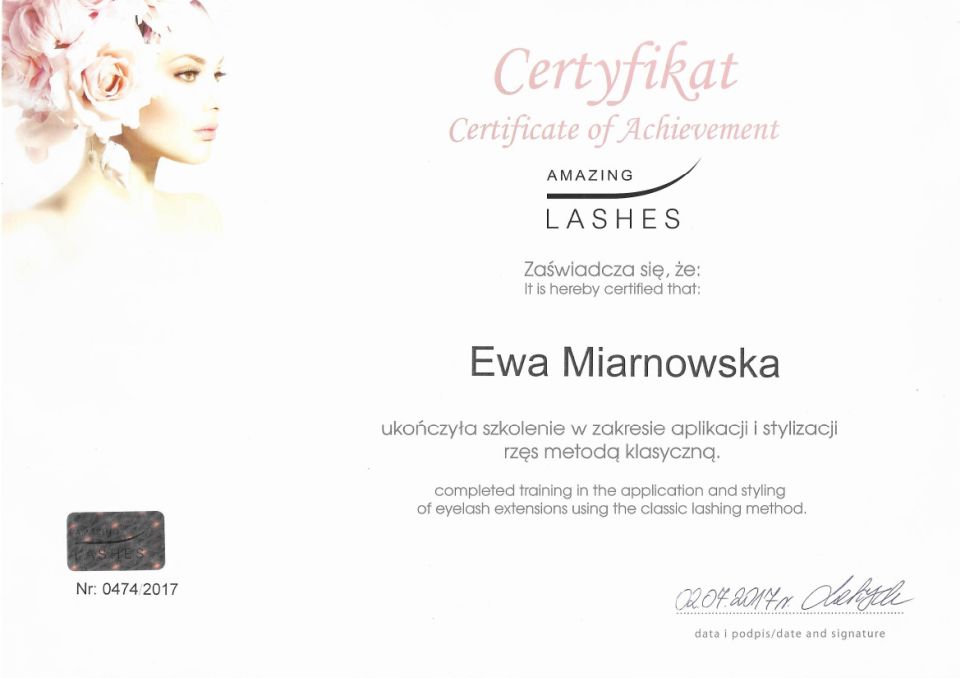 Certyfikat
Certificate of Achievement
AMAZING
LASHES
Zaświadcza się, że:
It is hereby certified that:
Ewa Miarnowska
ukończyła szkolenie w zakresie aplikacji i stylizacji
rzęs metodą klasyczną.
completed training in the application and styling
of eyelash extensions using the classic lashing method.
AMAZING
LASHES
Nr: 0474/2017
02.07.2017r.
data i podpis/date and signature